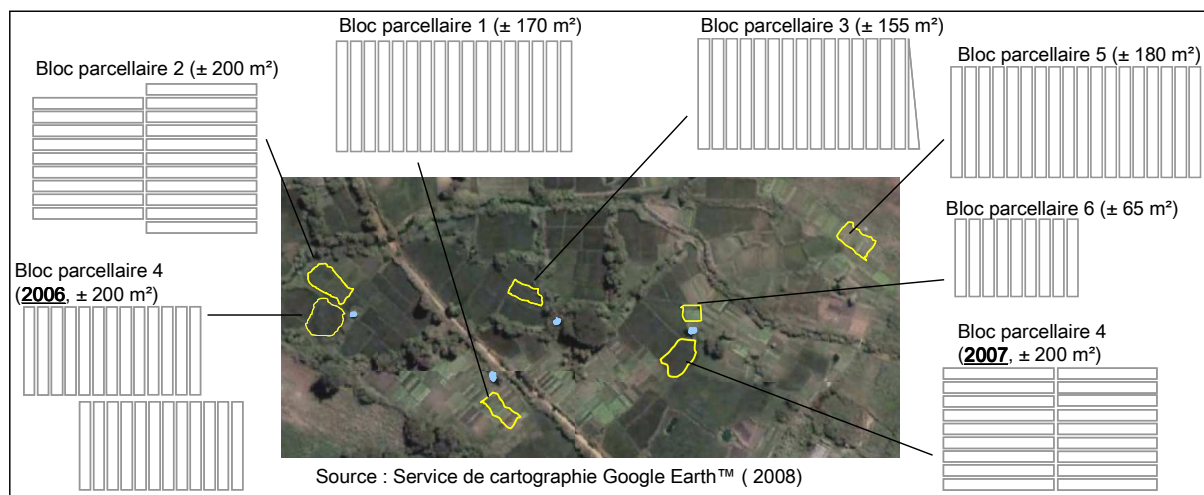 Bloc parcellaire 1 (± 170 m²)
Bloc parcellaire 3 (± 155 m²)
Bloc parcellaire 5 (± 180 m²)
Bloc parcellaire 2 (± 200 m²)
Bloc parcellaire 6 (± 65 m²)
Bloc parcellaire 4
(2006, ± 200 m²)
Bloc parcellaire 4
(2007, ± 200 m²)
Source : Service de cartographie Google Earth™ ( 2008)